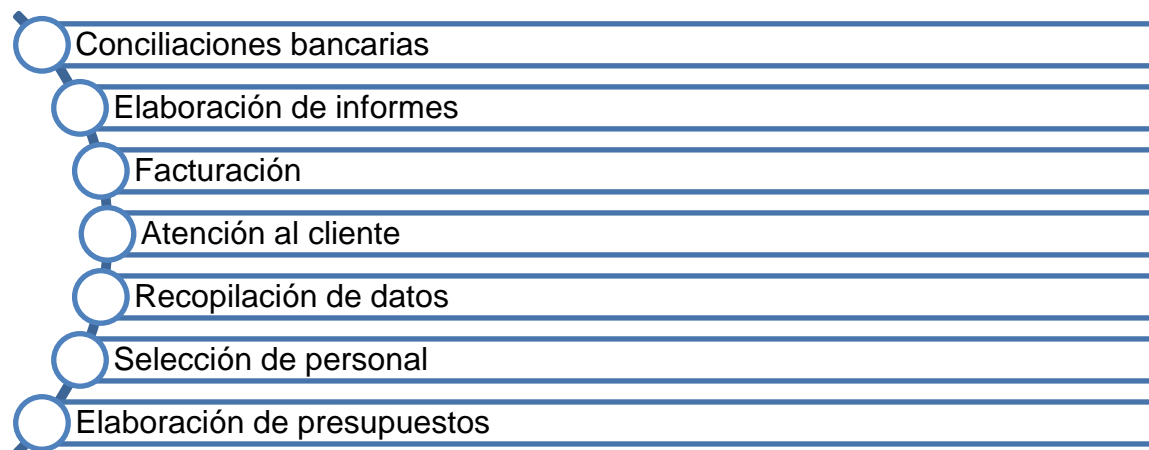 Conciliaciones bancarias
Elaboración de informes
Facturación
Atención al cliente
Recopilación de datos
Selección de personal
Elaboración de presupuestos